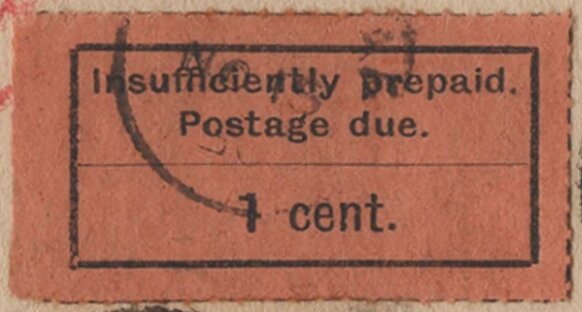 Insufficiently prepaid.
Postage due.
1 cent.